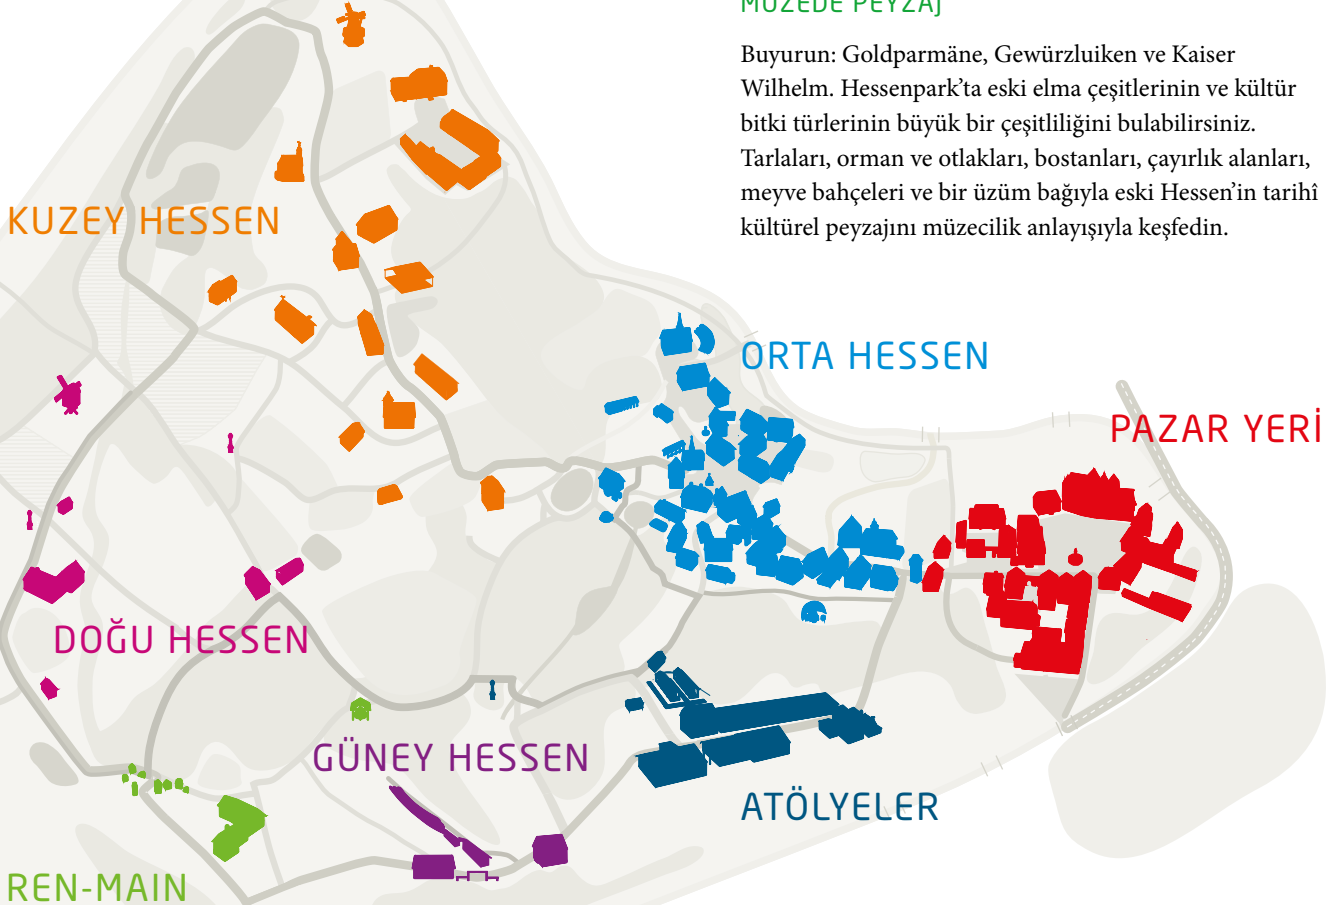 MÜZEDE PEYZAJ
Buyurun: Goldparmäne, Gewürzluiken ve Kaiser
Wilhelm. Hessenpark’ta eski elma çeşitlerinin ve kültür
bitki türlerinin büyük bir çeşitliliğini bulabilirsiniz.
Tarlaları, orman ve otlakları, bostanları, çayırlık alanları,
meyve bahçeleri ve bir üzüm bağıyla eski Hessen’in tarihî
kültürel peyzajını müzecilik anlayışıyla keşfedin.
KUZEY HESSEN
ORTA HESSEN
PAZAR YERİ
DOĞU HESSEN
GÜNEY HESSEN
ATÖLYELER
REN-MAIN